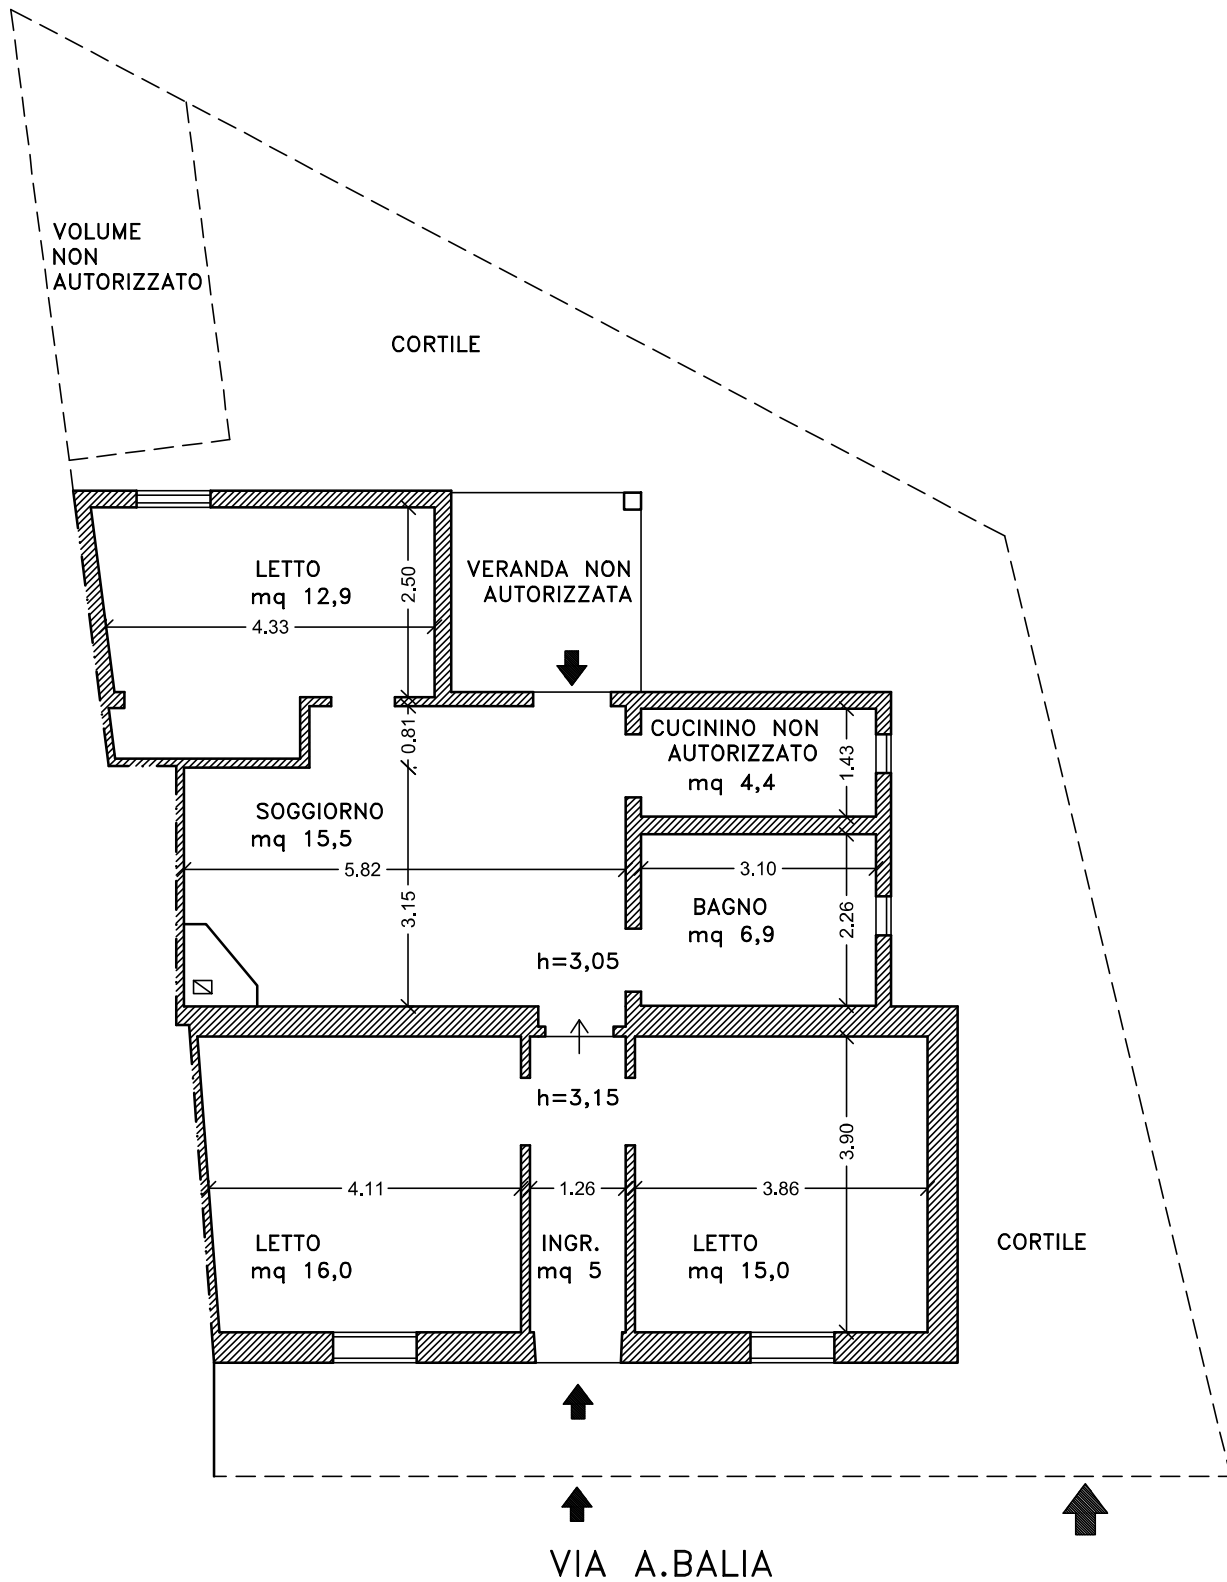 VOLUME
NON
AUTORIZZATO
CORTILE
LETTO
mq 12,9
2.50
4.33
VERANDA NON
AUTORIZZATA
0.81
CUCININO NON
AUTORIZZATO
mq 4,4
1.43
SOGGIORNO
mq 15,5
5.82
3.15
3.10
BAGNO
mq 6,9
2.26
h=3,05
h=3,15
3.90
4.11
1.26
3.86
LETTO
mq 16,0
INGR.
mq 5
LETTO
mq 15,0
CORTILE
VIA A.BALIA